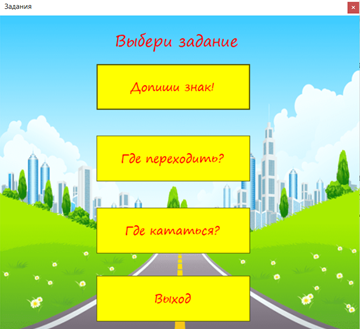 Задания
Выбери задание
Допиши знак!
Где переходить?
Где кататься?
Выход